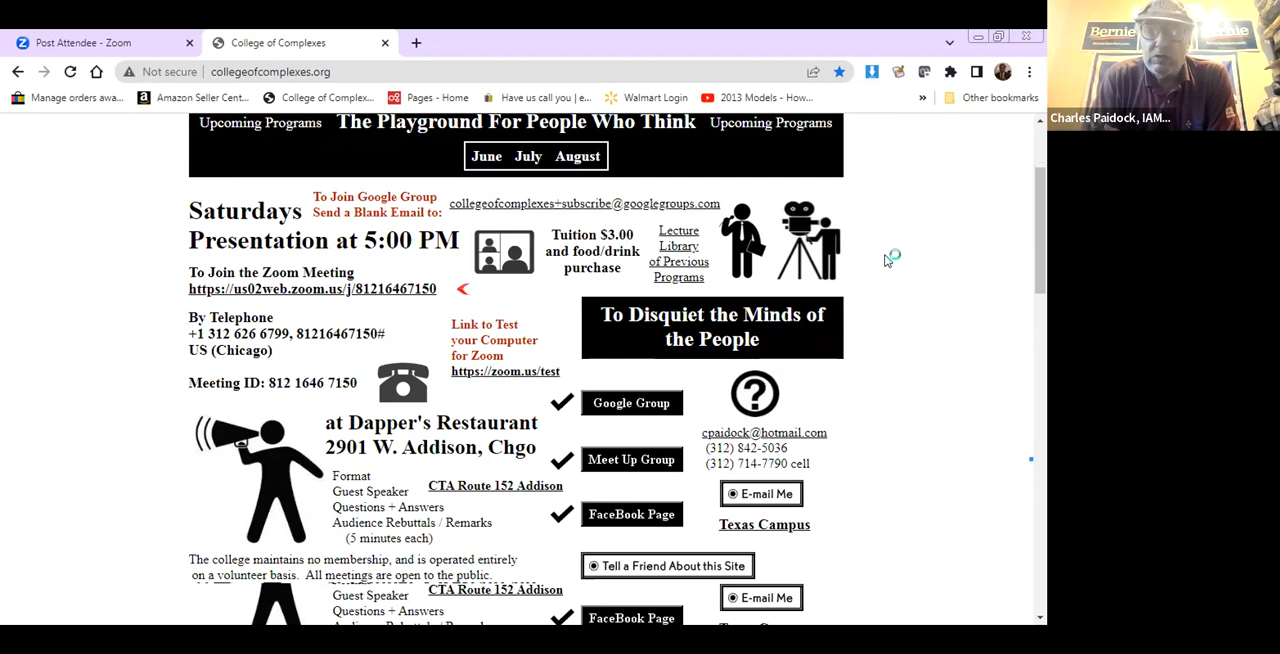 Post Attendee - Zoom
College of Complexes
Not secure
collegeofcomplexes.org
Manage orders awa...
Amazon Seller Cent...
College of Complex...
Pages - Home
Have us call you | e...
Walmart Login
2013 Models - How...
»
Other bookmarks
Bernie
Bernie
Charles Paidock, IAM...
Upcoming Programs
The Playground For People Who Think
Upcoming Programs
June July August
Saturdays
Presentation at 5:00 PM
To Join Google Group
Send a Blank Email to:
collegeofcomplexes+subscribe@googlegroups.com
Tuition $3.00
and food/drink
purchase
Lecture
Library
of Previous
Programs
To Join the Zoom Meeting
https://us02web.zoom.us/j/81216467150
By Telephone
+1 312 626 6799, 81216467150#
US (Chicago)
Meeting ID: 812 1646 7150
Link to Test
your Computer
for Zoom
https://zoom.us/test
To Disquiet the Minds of
the People
at Dapper's Restaurant
2901 W. Addison, Chgo
Format
Guest Speaker
Questions + Answers
Audience Rebuttals / Remarks
(5 minutes each)
CTA Route 152 Addison
Google Group
Meet Up Group
FaceBook Page
cpaidock@hotmail.com
(312) 842-5036
(312) 714-7790 cell
E-mail Me
Texas Campus
The college maintains no membership, and is operated entirely
on a volunteer basis. All meetings are open to the public.
Tell a Friend About this Site
Guest Speaker
Questions + Answers
CTA Route 152 Addison
FaceBook Page
E-mail Me